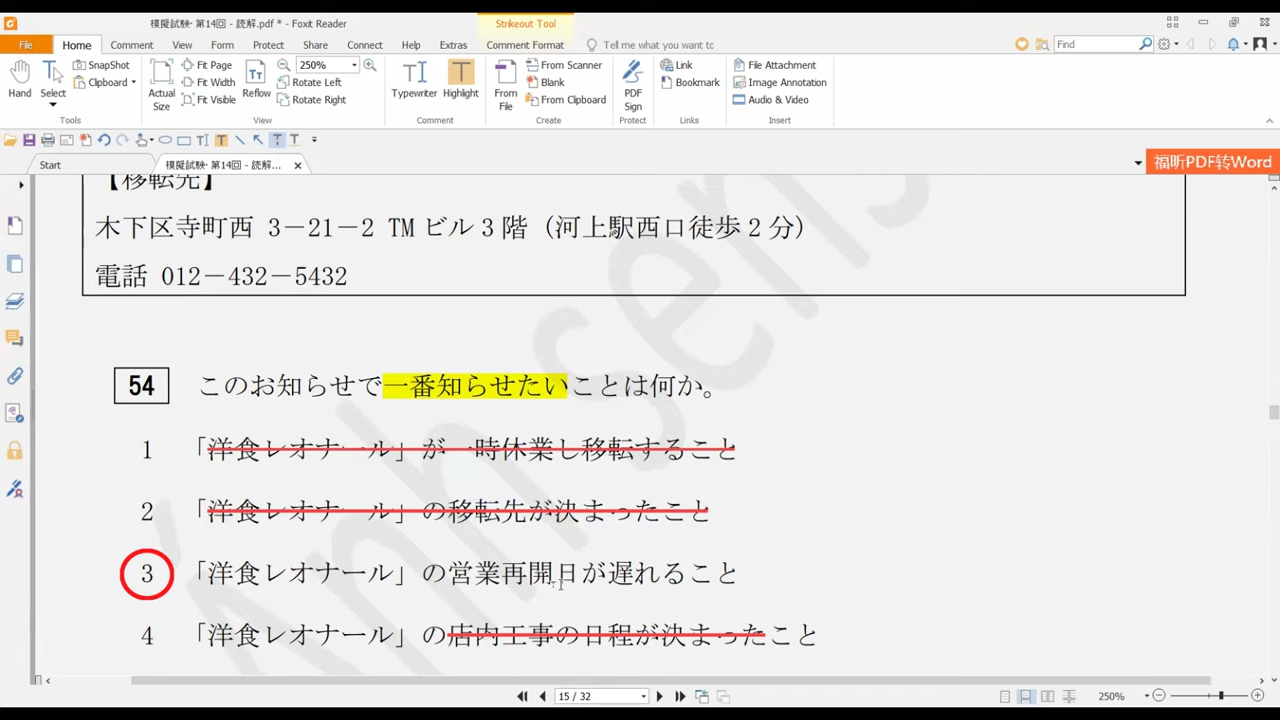 模擬試験·第14回 - 読解.pdf * - Foxit Reader
Strikeout Tool
File Home Comment View Form Protect Share Connect Help Extras Comment Format Tell me what you want tc Find
Hand Select SnapShot Clipboard Tools
Actual Size Fit Page Fit Width Fit Visible Reflow 250% Rotate Left Rotate Right View
Typewriter Highlight Comment
From File From Scanner Blank From Clipboard Create
PDF Sign Protect
Link Bookmark Links
File Attachment Image Annotation Audio & Video Insert
Start 模擬試験·第14回 - 読解... 福昕PDF转Word
【移転先】
木下区寺町西 3－21－2 TMビル3階（河上駅西口徒歩2分）
電話 012－432－5432
54 このお知らせで一番知らせたいことは何か。
1 「洋食レオナール」が一時休業し移転すること
2 「洋食レオナール」の移転先が決まったこと
3 「洋食レオナール」の営業再開日が遅れること
4 「洋食レオナール」の店内工事の日程が決まったこと
Anh sensei
15 / 32 250%